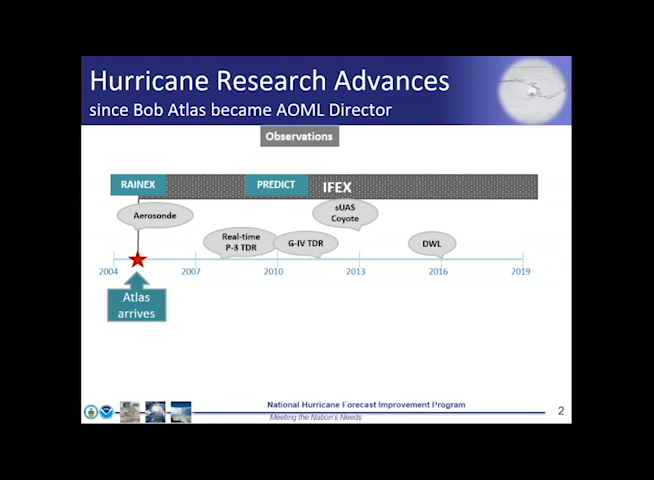 Hurricane Research Advances
since Bob Atlas became AOML Director
Observations
RAINEX
PREDICT
IFEX
Aerosonde
sUAS
Coyote
Real-time
P-3 TDR
G-IV TDR
DWL
2004
2007
2010
2013
2016
2019
Atlas
arrives
National Hurricane Forecast Improvement Program
Meeting the Nation's Needs
2